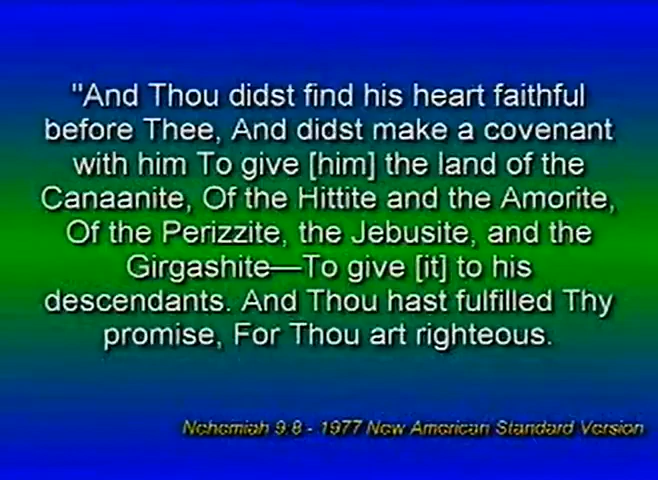 "And Thou didst find his heart faithful
before Thee, And didst make a covenant
with him To give [him] the land of the
Canaanite, Of the Hittite and the Amorite,
Of the Perizzite, the Jebusite, and the
Girgashite—To give [it] to his
descendants. And Thou hast fulfilled Thy
promise, For Thou art righteous.
Nehemiah 9:8 - 1977 New American Standard Version